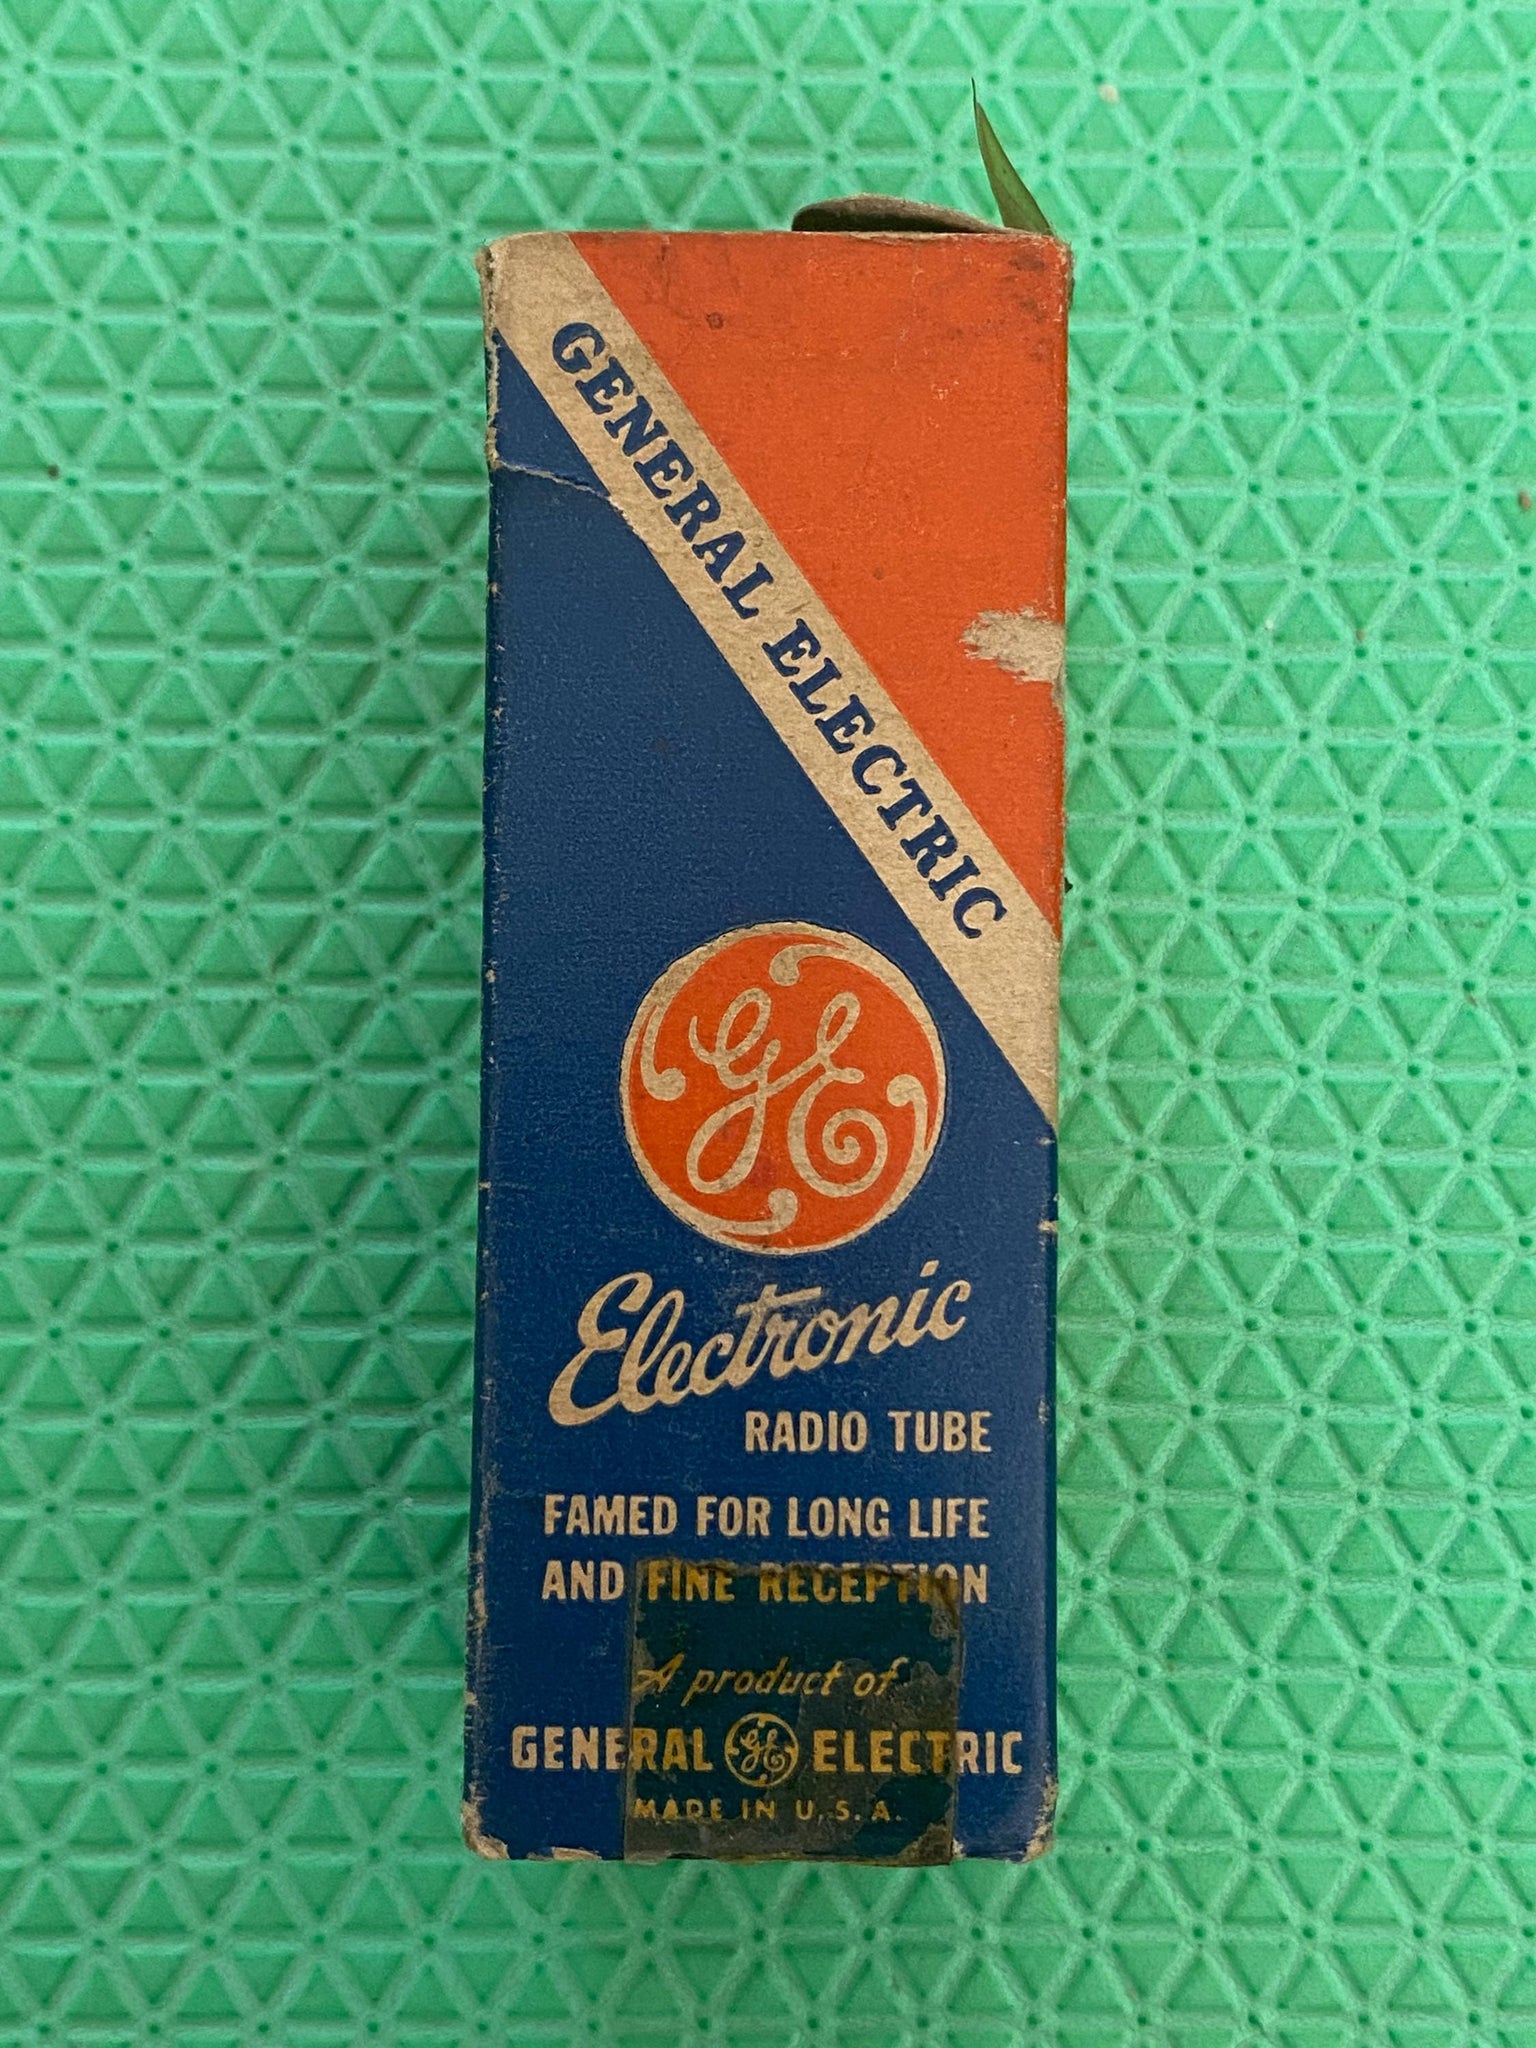 GENERAL ELECTRIC
GE
Electronic
RADIO TUBE
FAMED FOR LONG LIFE
AND FINE RECEPTION
A product of
GENERAL GE ELECTRIC
MADE IN U.S.A.